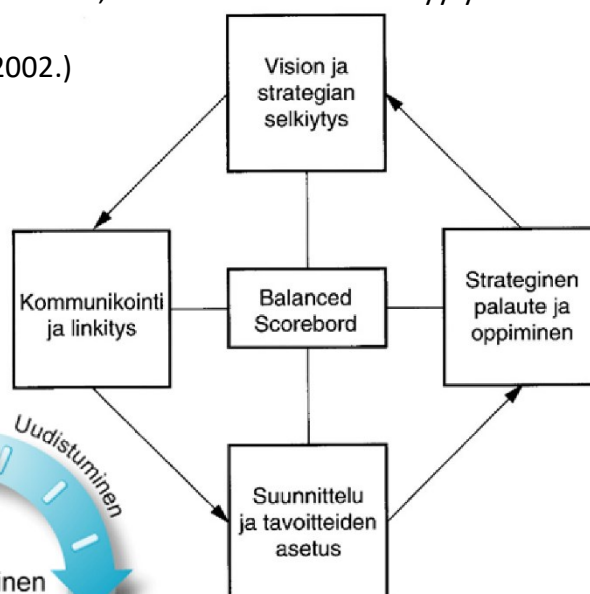 2002.)
Vision ja
strategian
selkiytys
Kommunikointi
ja linkitys
Balanced
Scorebord
Strateginen
palaute ja
oppiminen
Suunnittelu
ja tavoitteiden
asetus
Uudistuminen
inen